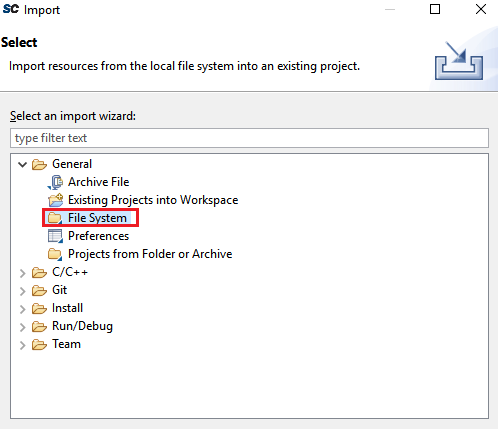 SC Import
Select
Import resources from the local file system into an existing project.
Select an import wizard:
type filter text
General
Archive File
Existing Projects into Workspace
File System
Preferences
Projects from Folder or Archive
C/C++
Git
Install
Run/Debug
Team